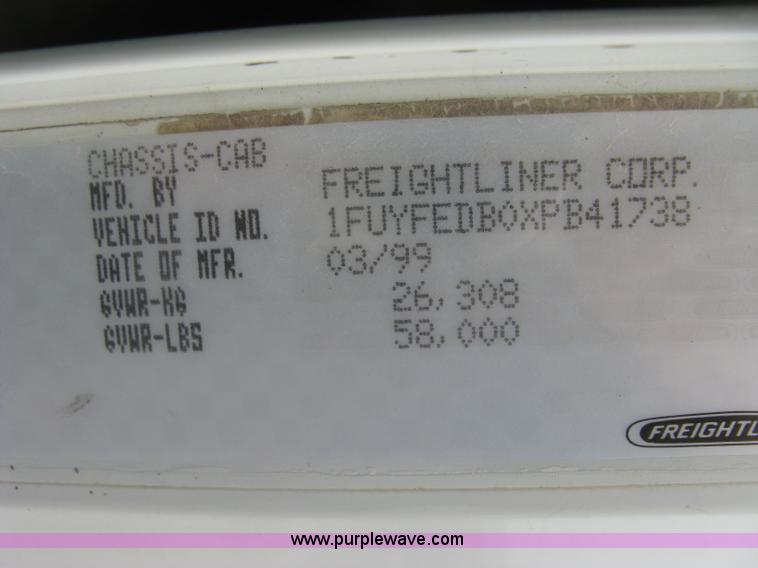 CHASSIS-CAB
MFD. BY FREIGHTLINER CORP.
VEHICLE ID NO. 1FUYFEDB0XPB41738
DATE OF MFR. 03/99
GVWR-KG 26,308
GVWR-LBS 58,000
FREIGHTL
www.purplewave.com